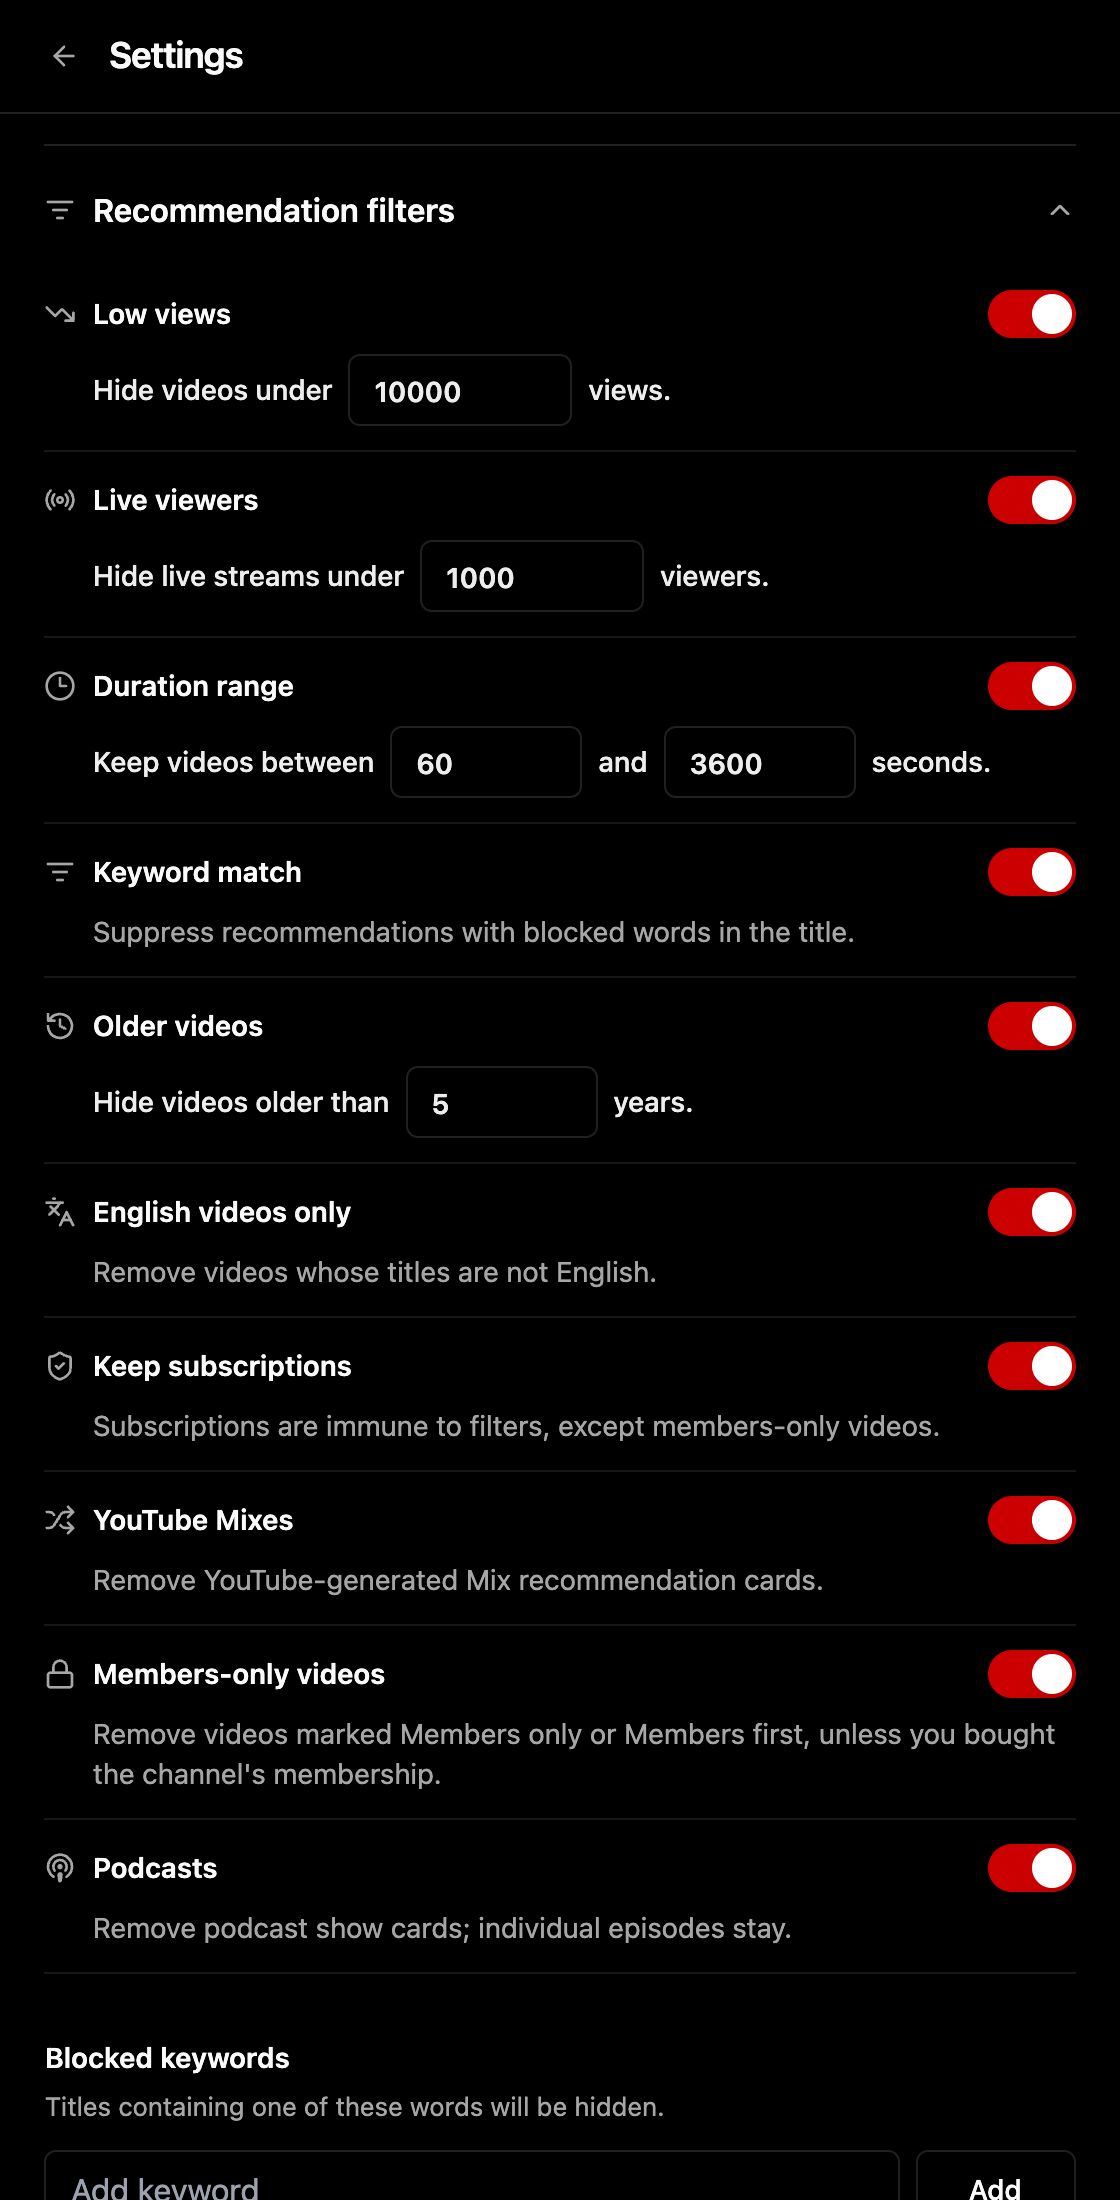 Settings
Recommendation filters
Low views
Hide videos under 10000 views.
Live viewers
Hide live streams under 1000 viewers.
Duration range
Keep videos between 60 and 3600 seconds.
Keyword match
Suppress recommendations with blocked words in the title.
Older videos
Hide videos older than 5 years.
English videos only
Remove videos whose titles are not English.
Keep subscriptions
Subscriptions are immune to filters, except members-only videos.
YouTube Mixes
Remove YouTube-generated Mix recommendation cards.
Members-only videos
Remove videos marked Members only or Members first, unless you bought
the channel's membership.
Podcasts
Remove podcast show cards; individual episodes stay.
Blocked keywords
Titles containing one of these words will be hidden.
Add keyword Add